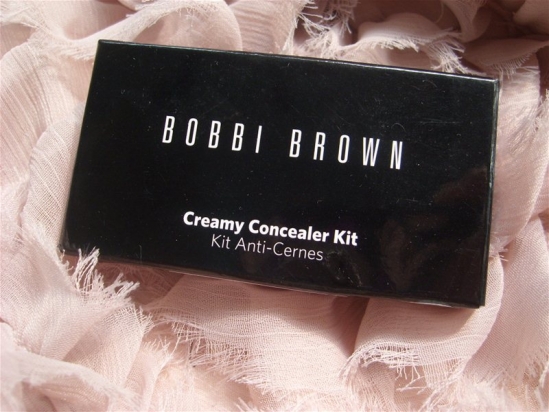 BOBBI BROWN
Creamy Concealer Kit
Kit Anti-Cernes